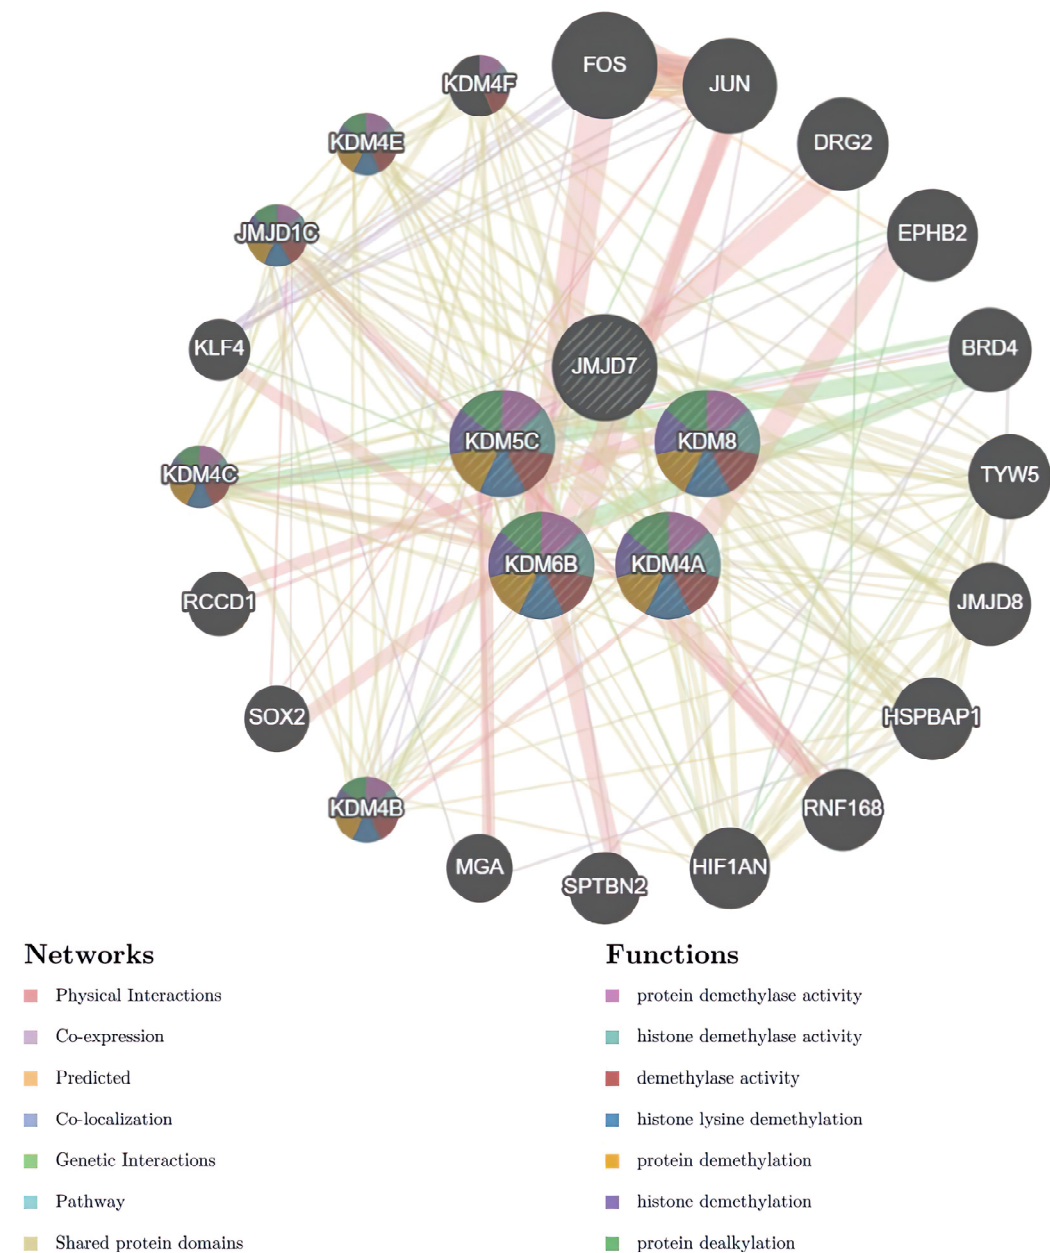 FOS
JUN
KDM4F
DRG2
KDM4E
EPHB2
JMJD1C
KLF4
BRD4
JMJD7
KDM5C
KDM8
KDM4C
TYW5
KDM6B
KDM4A
RCCD1
JMJD8
SOX2
HSPBAP1
KDM4B
RNF168
MGA
HIF1AN
SPTBN2
Networks
Physical Interactions
Co-expression
Predicted
Co-localization
Genetic Interactions
Pathway
Shared protein domains
Functions
protein demethylase activity
histone demethylase activity
demethylase activity
histone lysine demethylation
protein demethylation
histone demethylation
protein dealkylation